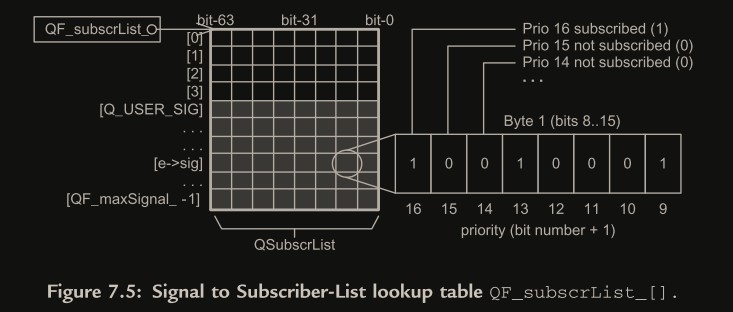 bit-63 bit-31 bit-0
QF_subscrList_
[0]
[1]
[2]
[3]
[Q_USER_SIG]
. . .
. . .
[e->sig]
. . .
[QF_maxSignal_ -1]
QSubscrList
Prio 16 subscribed (1)
Prio 15 not subscribed (0)
Prio 14 not subscribed (0)
. . .
Byte 1 (bits 8..15)
1 0 0 1 0 0 0 1
16 15 14 13 12 11 10 9
priority (bit number + 1)
Figure 7.5: Signal to Subscriber-List lookup table QF_subscrList_[].